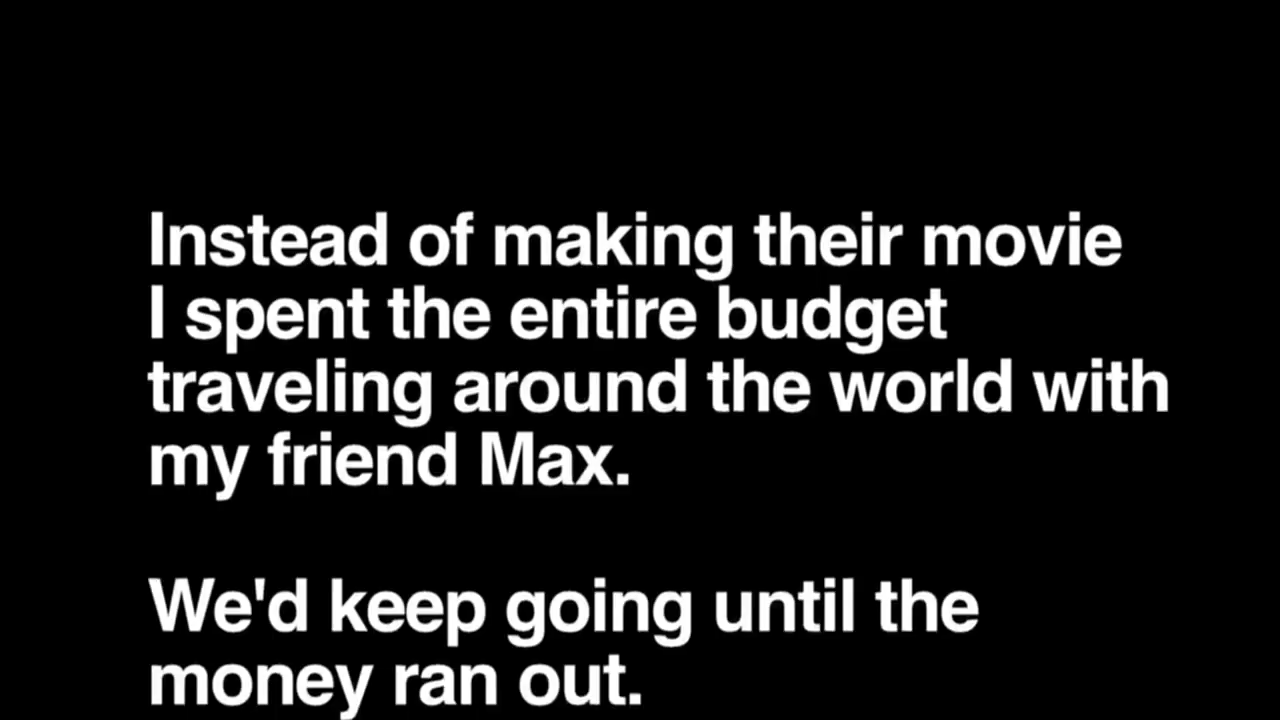 Instead of making their movie
I spent the entire budget
traveling around the world with
my friend Max.
We'd keep going until the
money ran out.